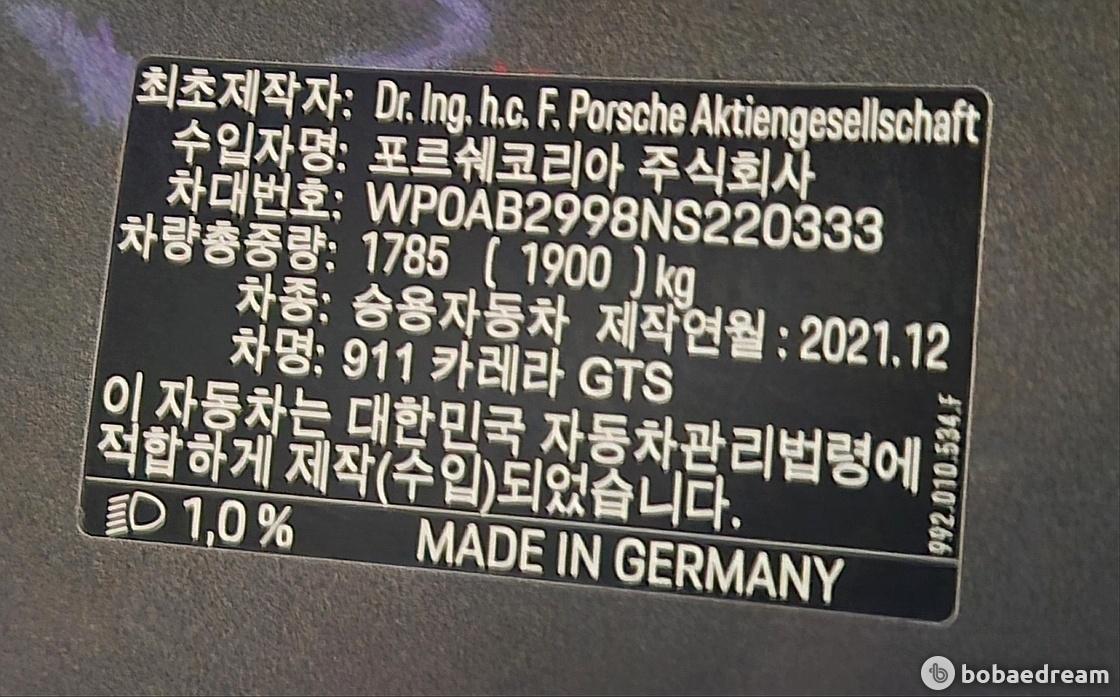 최초제작자: Dr. Ing. h.c. F. Porsche Aktiengesellschaft
수입자명: 포르쉐코리아 주식회사
차대번호: WP0AB2998NS220333
차량총중량: 1785 ( 1900 ) kg
차종: 승용자동차 제작연월 : 2021.12
차명: 911 카레라 GTS
이 자동차는 대한민국 자동차관리법령에
적합하게 제작(수입)되었습니다.
992.010.534.F
1,0 % MADE IN GERMANY
bobaedream